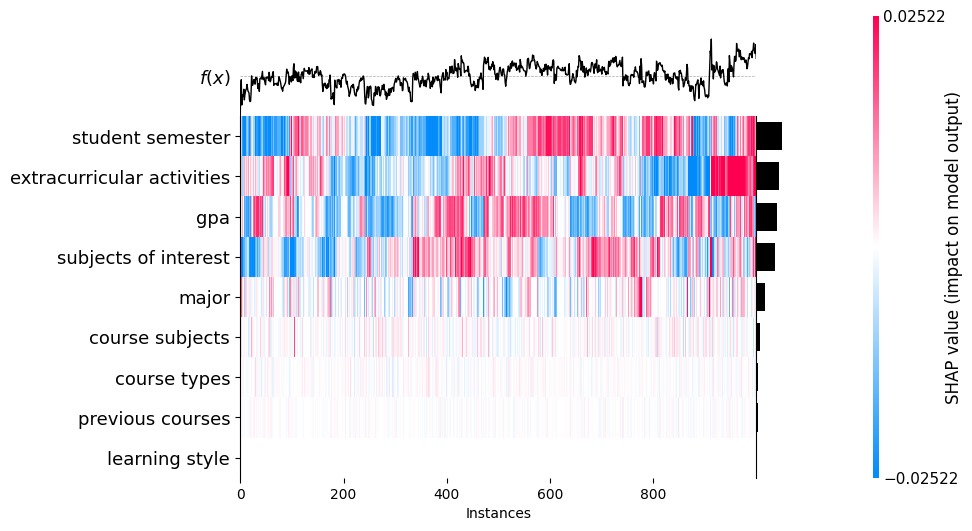 0.02522
f(x)
student semester
extracurricular activities
gpa
subjects of interest
major
course subjects
course types
previous courses
learning style
0 200 400 600 800
Instances
SHAP value (impact on model output)
−0.02522